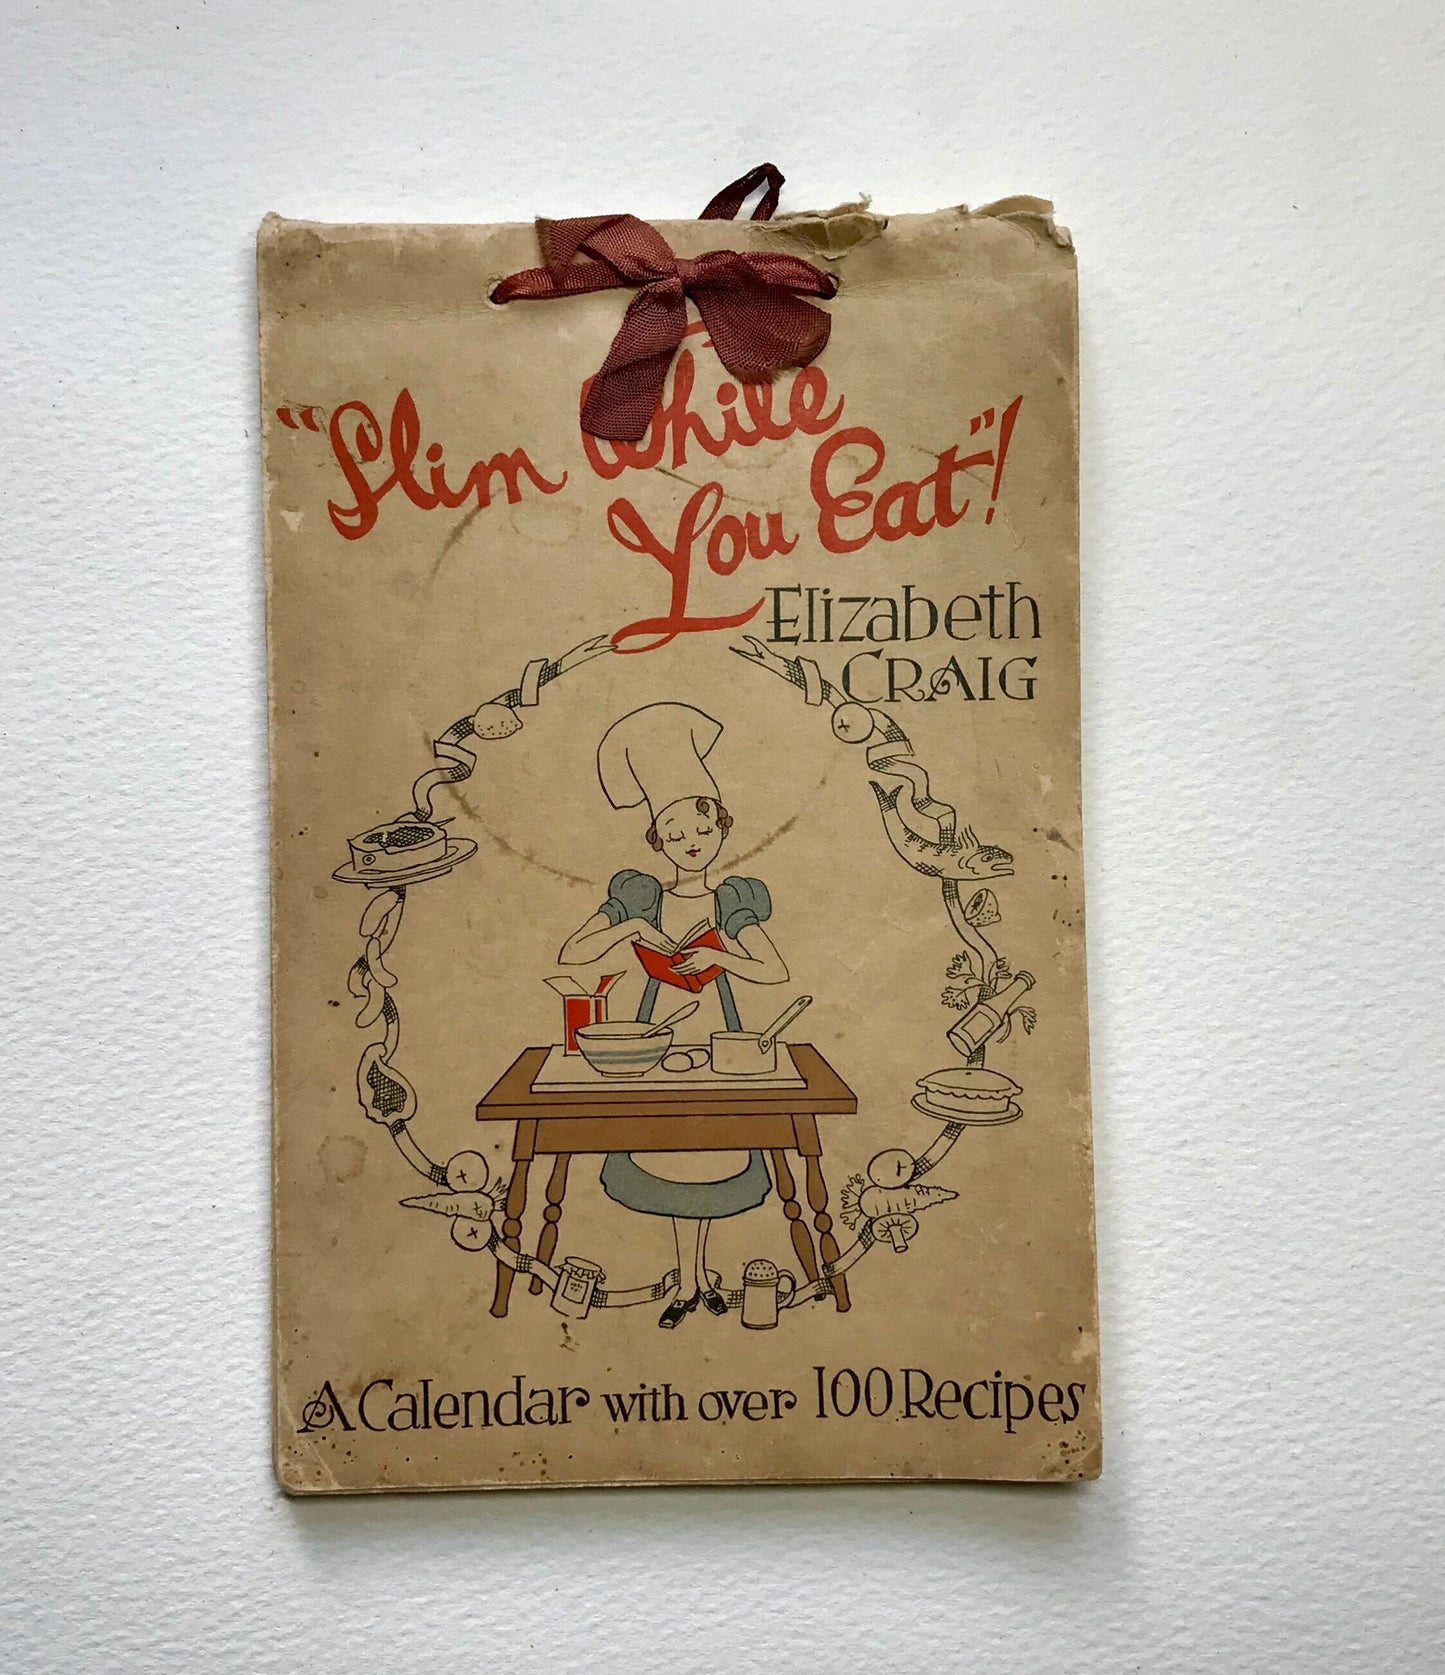 "Slim While
You Eat"!
Elizabeth
CRAIG
A Calendar with over 100 Recipes